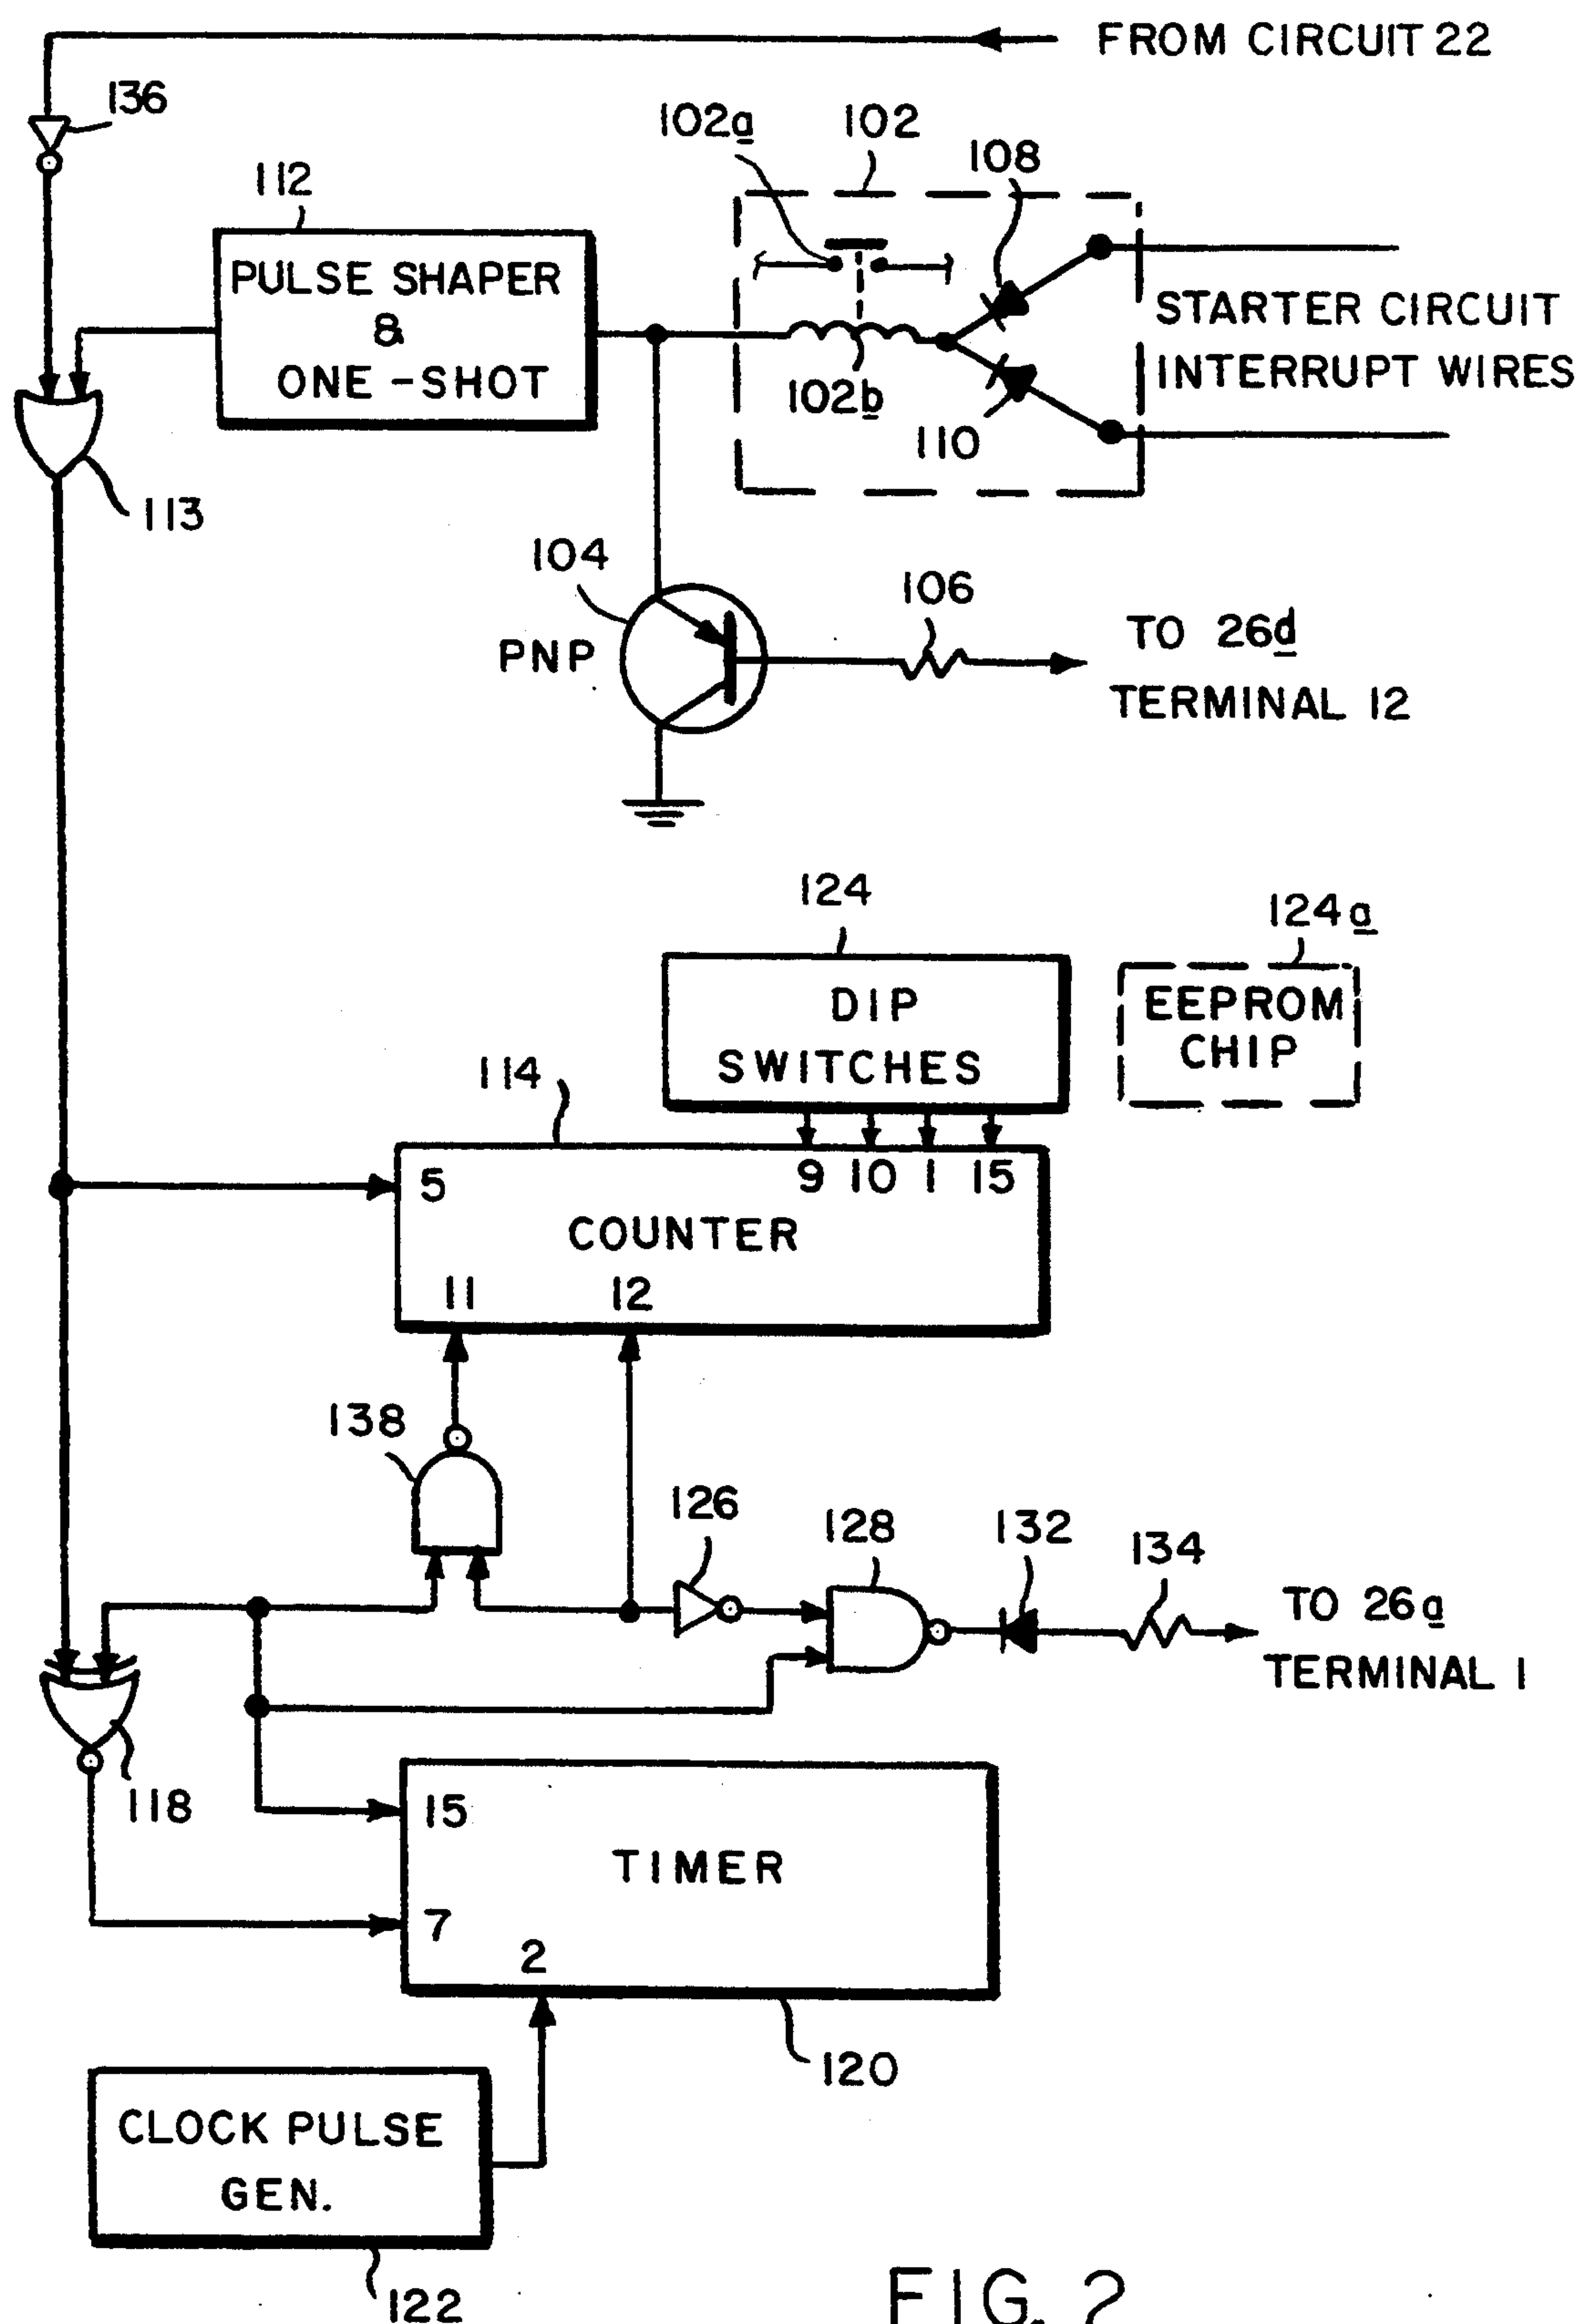 FROM CIRCUIT 22
136
102a
102
108
112
PULSE SHAPER
&
ONE-SHOT
STARTER CIRCUIT
INTERRUPT WIRES
102b
110
113
104
106
PNP
TO 26d
TERMINAL 12
124
124a
DIP
SWITCHES
EEPROM
CHIP
114
5
9 10 1 15
COUNTER
11
12
138
126
128
132
134
TO 26a
TERMINAL 1
118
15
TIMER
7
2
120
CLOCK PULSE
GEN.
122
FIG. 2